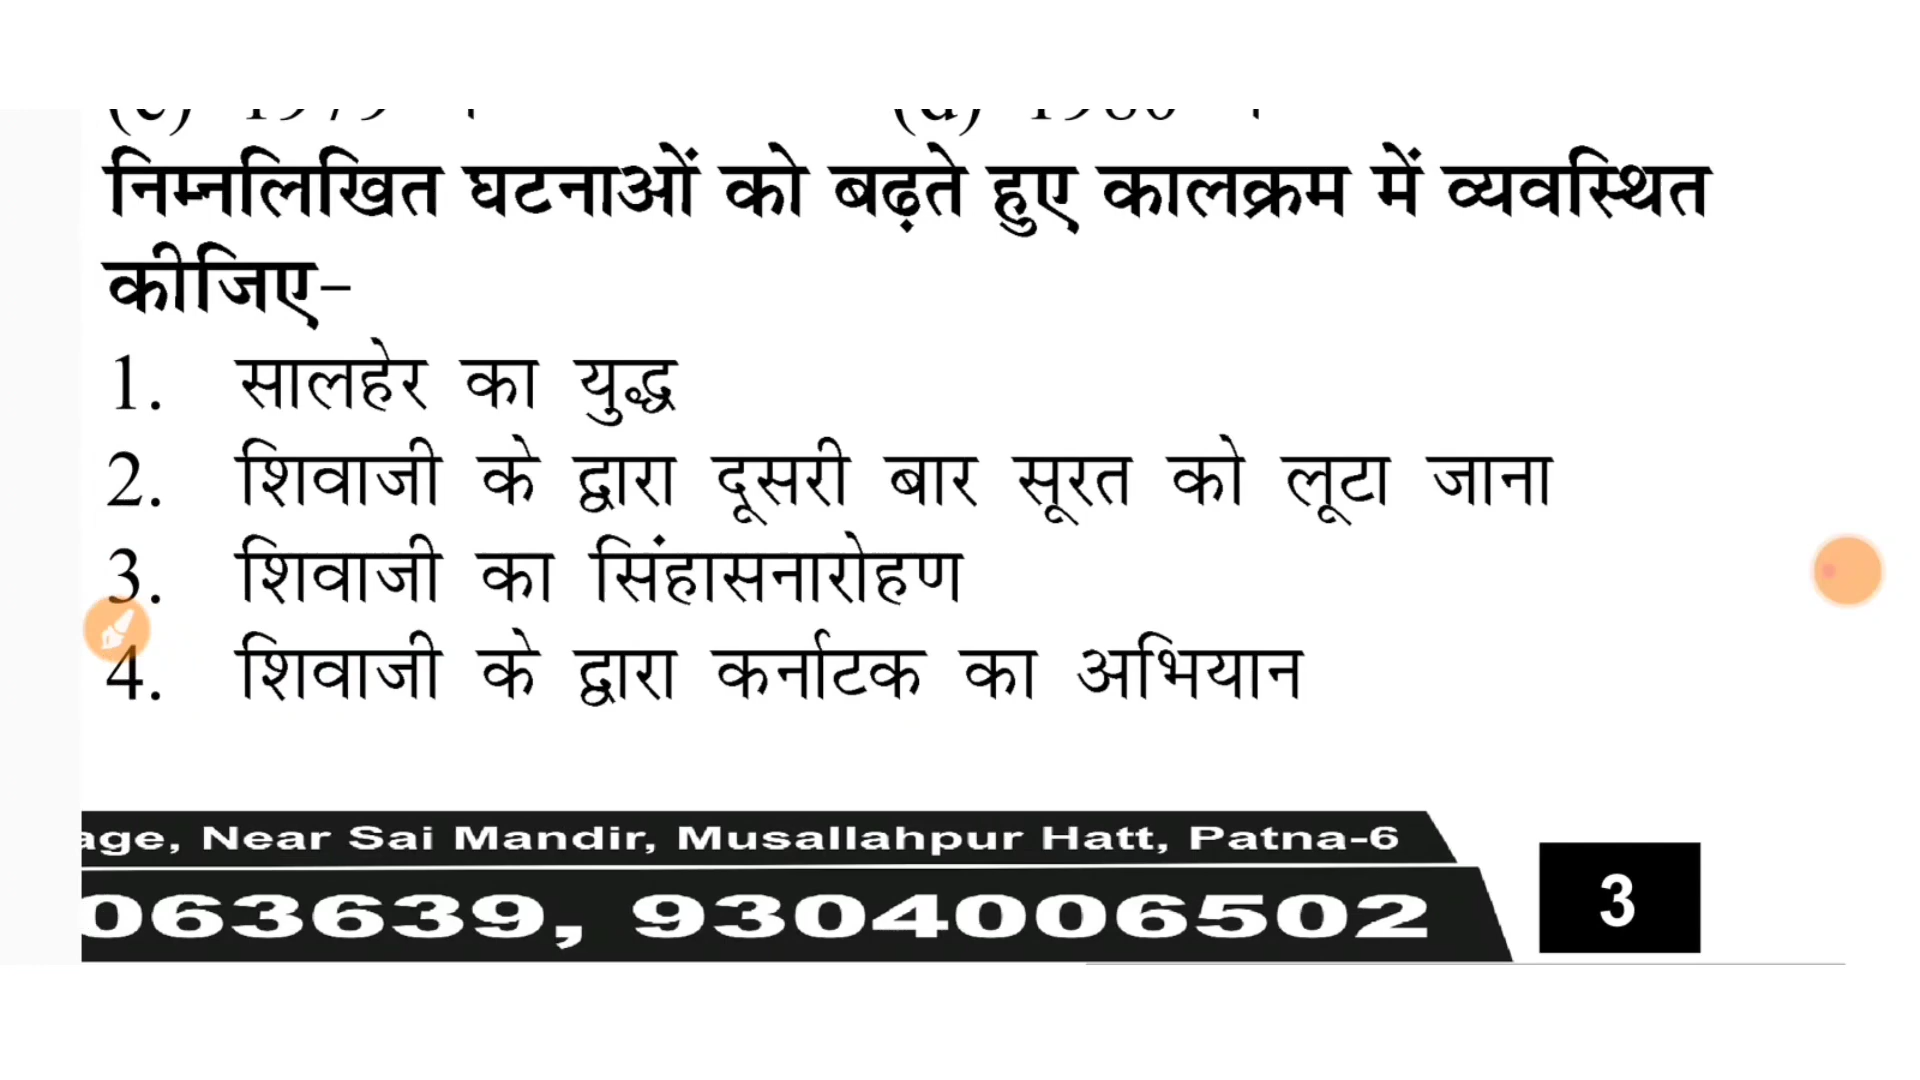 निम्नलिखित घटनाओं को बढ़ते हुए कालक्रम में व्यवस्थित
कीजिए-
1. सालहेर का युद्ध
2. शिवाजी के द्वारा दूसरी बार सूरत को लूटा जाना
3. शिवाजी का सिंहासनारोहण
4. शिवाजी के द्वारा कर्नाटक का अभियान
age, Near Sai Mandir, Musallahpur Hatt, Patna-6
063639, 9304006502
3